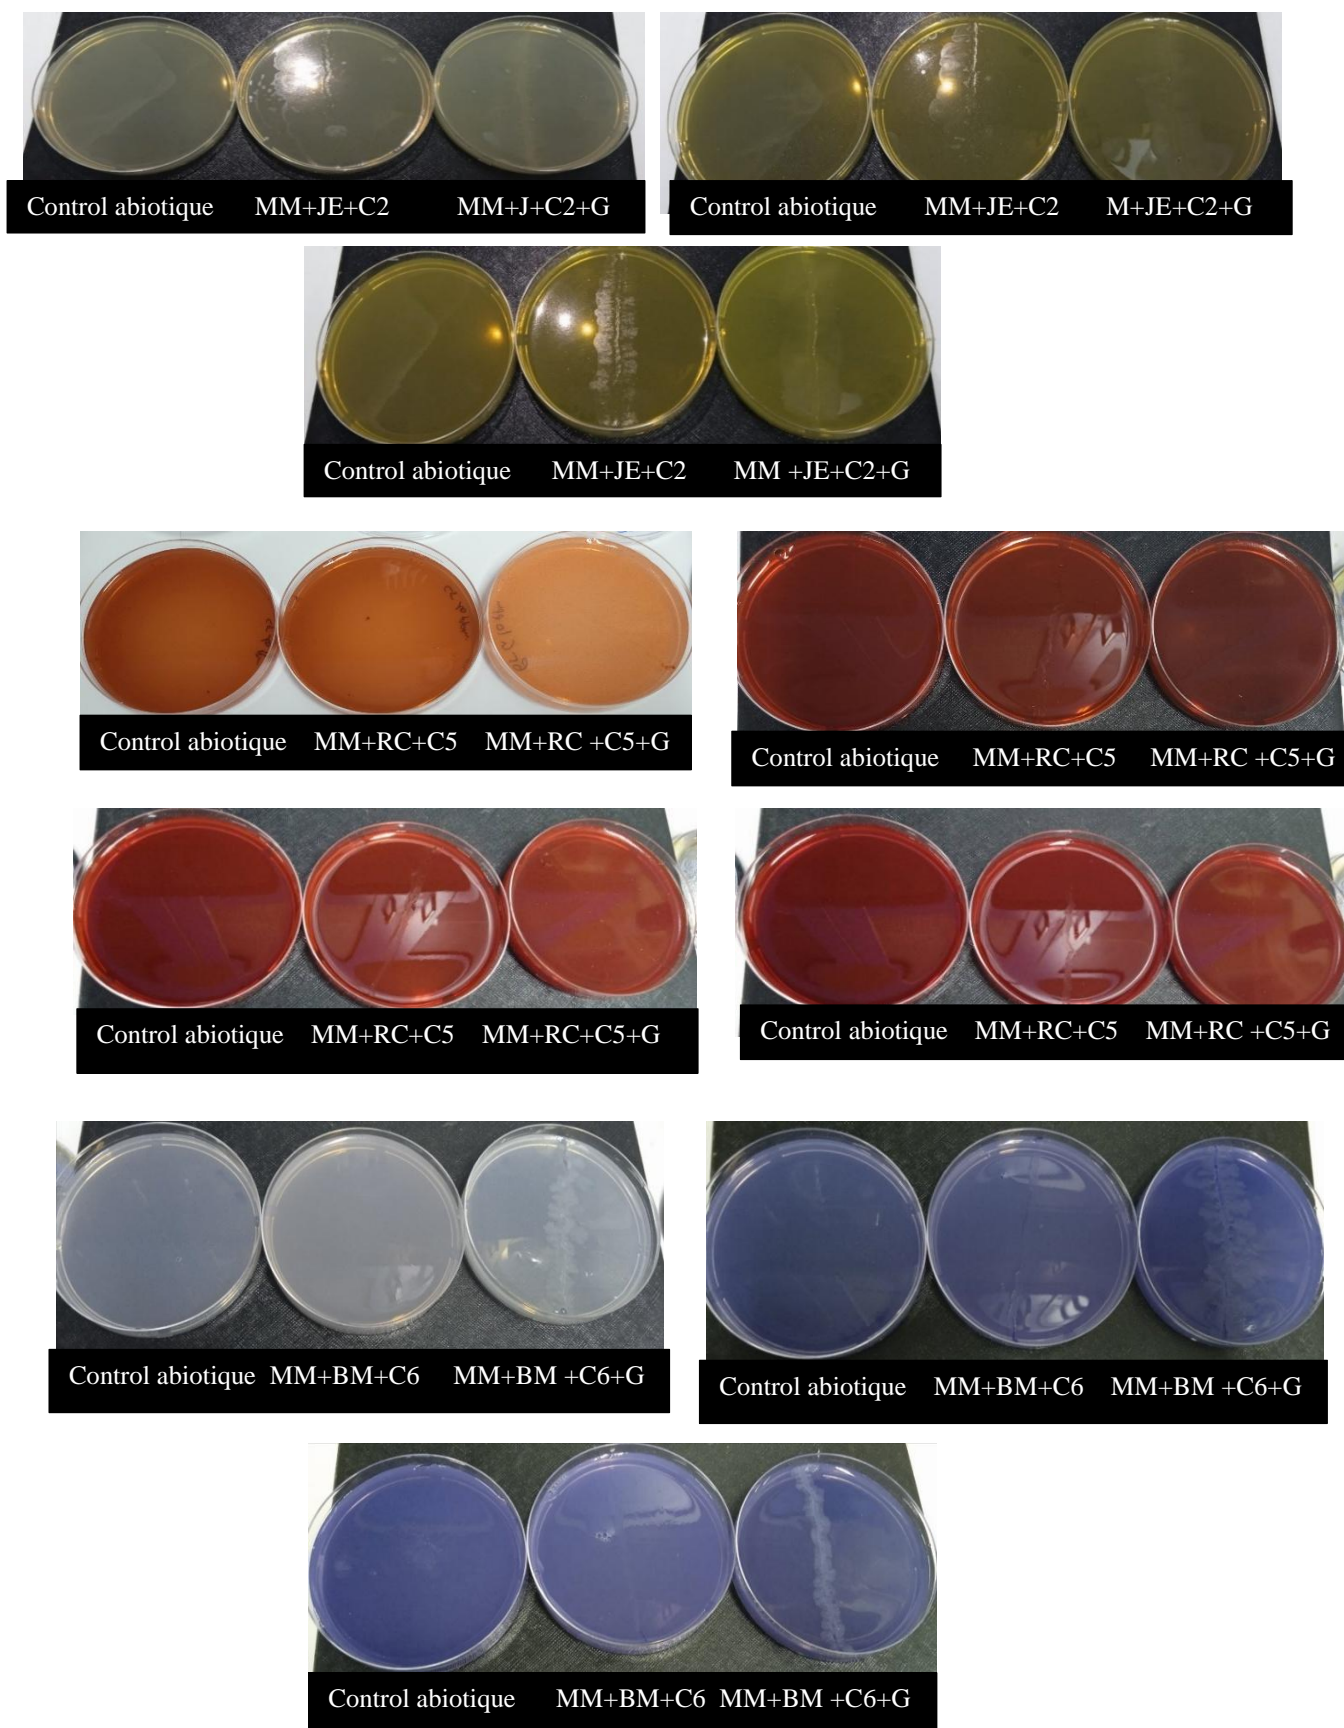 Control abiotique MM+JE+C2 MM+J+C2+G
Control abiotique MM+JE+C2 M+JE+C2+G
Control abiotique MM+JE+C2 MM +JE+C2+G
Control abiotique MM+RC+C5 MM+RC +C5+G
Control abiotique MM+RC+C5 MM+RC +C5+G
Control abiotique MM+RC+C5 MM+RC+C5+G
Control abiotique MM+RC+C5 MM+RC +C5+G
Control abiotique MM+BM+C6 MM+BM +C6+G
Control abiotique MM+BM+C6 MM+BM +C6+G
Control abiotique MM+BM+C6 MM+BM +C6+G